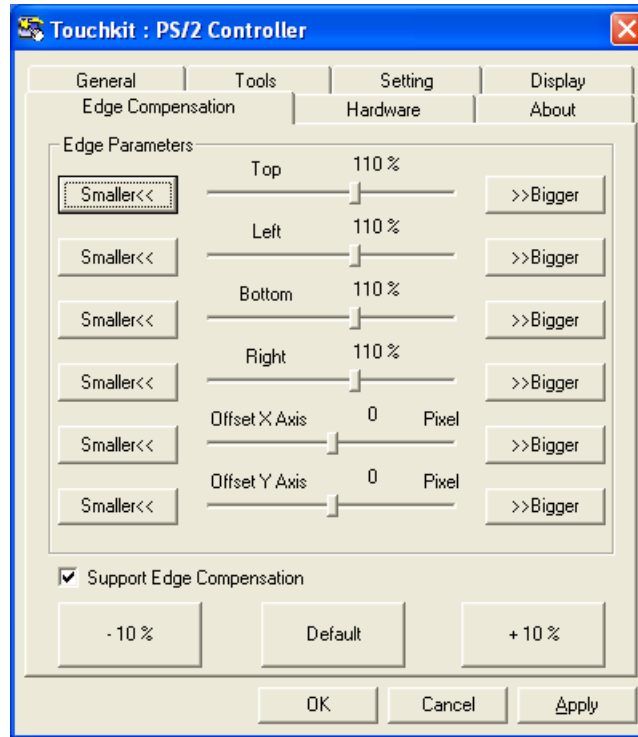 Touchkit : PS/2 Controller
General Tools Setting Display
Edge Compensation Hardware About
Edge Parameters
Top 110 %
Smaller<< >>Bigger
Left 110 %
Smaller<< >>Bigger
Bottom 110 %
Smaller<< >>Bigger
Right 110 %
Smaller<< >>Bigger
Offset X Axis 0 Pixel
Smaller<< >>Bigger
Offset Y Axis 0 Pixel
Smaller<< >>Bigger
Support Edge Compensation
- 10 % Default + 10 %
OK Cancel Apply